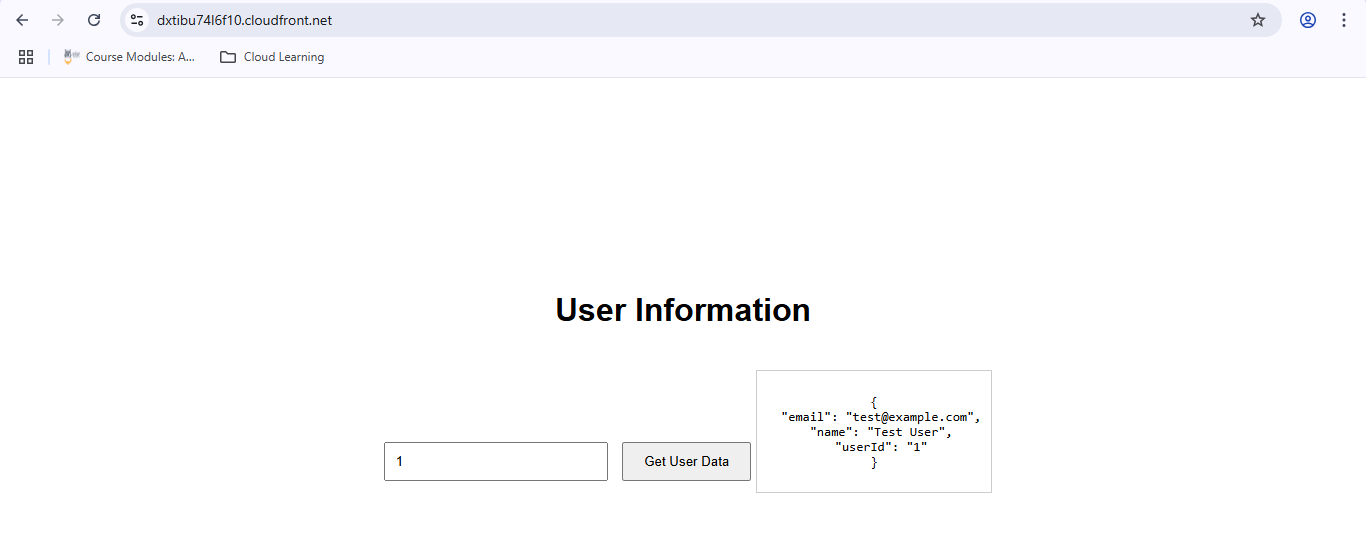 dxtibu74l6f10.cloudfront.net
Course Modules: A...
Cloud Learning
User Information
1
Get User Data
{
"email": "test@example.com",
"name": "Test User",
"userId": "1"
}